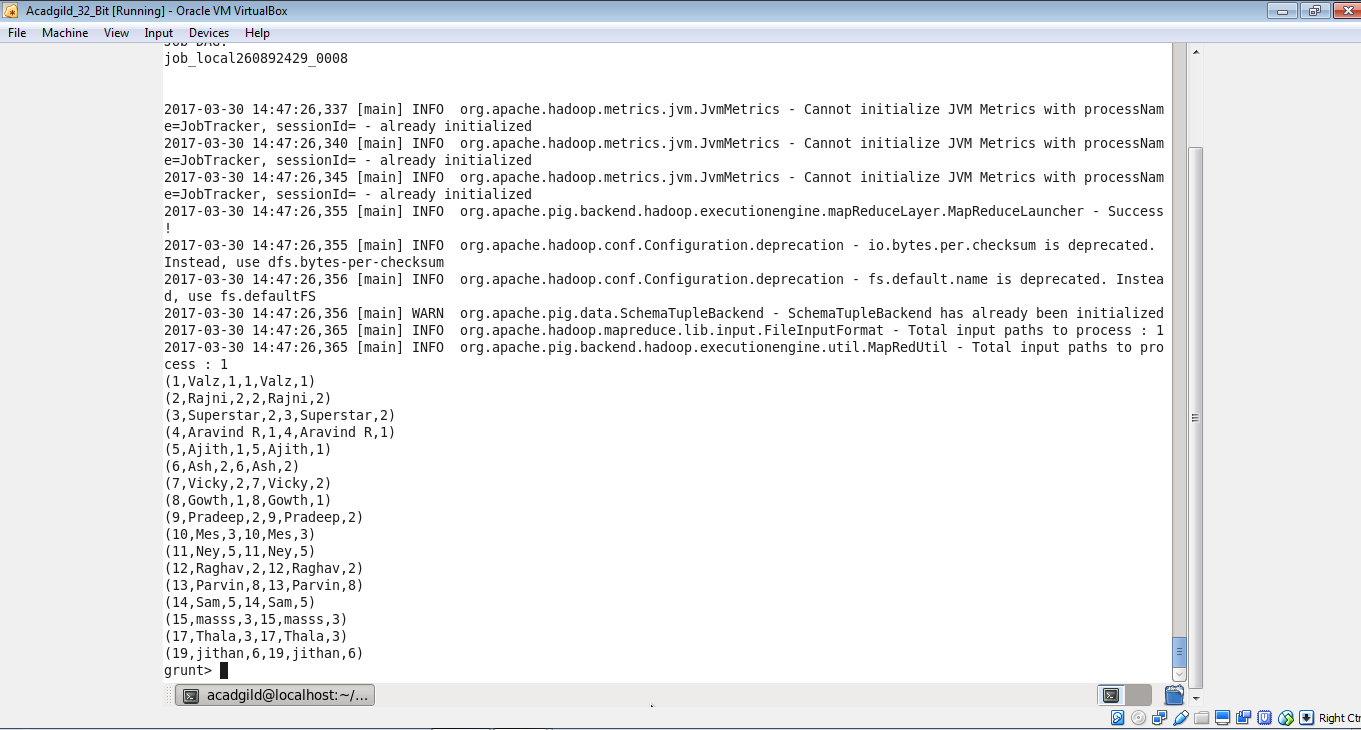 Acadgild_32_Bit [Running] - Oracle VM VirtualBox
File Machine View Input Devices Help
Job DAG:
job_local260892429_0008
2017-03-30 14:47:26,337 [main] INFO  org.apache.hadoop.metrics.jvm.JvmMetrics - Cannot initialize JVM Metrics with processNam
e=JobTracker, sessionId= - already initialized
2017-03-30 14:47:26,340 [main] INFO  org.apache.hadoop.metrics.jvm.JvmMetrics - Cannot initialize JVM Metrics with processNam
e=JobTracker, sessionId= - already initialized
2017-03-30 14:47:26,345 [main] INFO  org.apache.hadoop.metrics.jvm.JvmMetrics - Cannot initialize JVM Metrics with processNam
e=JobTracker, sessionId= - already initialized
2017-03-30 14:47:26,355 [main] INFO  org.apache.pig.backend.hadoop.executionengine.mapReduceLayer.MapReduceLauncher - Success
!
2017-03-30 14:47:26,355 [main] INFO  org.apache.hadoop.conf.Configuration.deprecation - io.bytes.per.checksum is deprecated.
Instead, use dfs.bytes-per-checksum
2017-03-30 14:47:26,356 [main] INFO  org.apache.hadoop.conf.Configuration.deprecation - fs.default.name is deprecated. Instea
d, use fs.defaultFS
2017-03-30 14:47:26,356 [main] WARN  org.apache.pig.data.SchemaTupleBackend - SchemaTupleBackend has already been initialized
2017-03-30 14:47:26,365 [main] INFO  org.apache.hadoop.mapreduce.lib.input.FileInputFormat - Total input paths to process : 1
2017-03-30 14:47:26,365 [main] INFO  org.apache.pig.backend.hadoop.executionengine.util.MapRedUtil - Total input paths to pro
cess : 1
(1,Valz,1,1,Valz,1)
(2,Rajni,2,2,Rajni,2)
(3,Superstar,2,3,Superstar,2)
(4,Aravind R,1,4,Aravind R,1)
(5,Ajith,1,5,Ajith,1)
(6,Ash,2,6,Ash,2)
(7,Vicky,2,7,Vicky,2)
(8,Gowth,1,8,Gowth,1)
(9,Pradeep,2,9,Pradeep,2)
(10,Mes,3,10,Mes,3)
(11,Ney,5,11,Ney,5)
(12,Raghav,2,12,Raghav,2)
(13,Parvin,8,13,Parvin,8)
(14,Sam,5,14,Sam,5)
(15,masss,3,15,masss,3)
(17,Thala,3,17,Thala,3)
(19,jithan,6,19,jithan,6)
grunt>
acadgild@localhost:~/...
Right Ctr